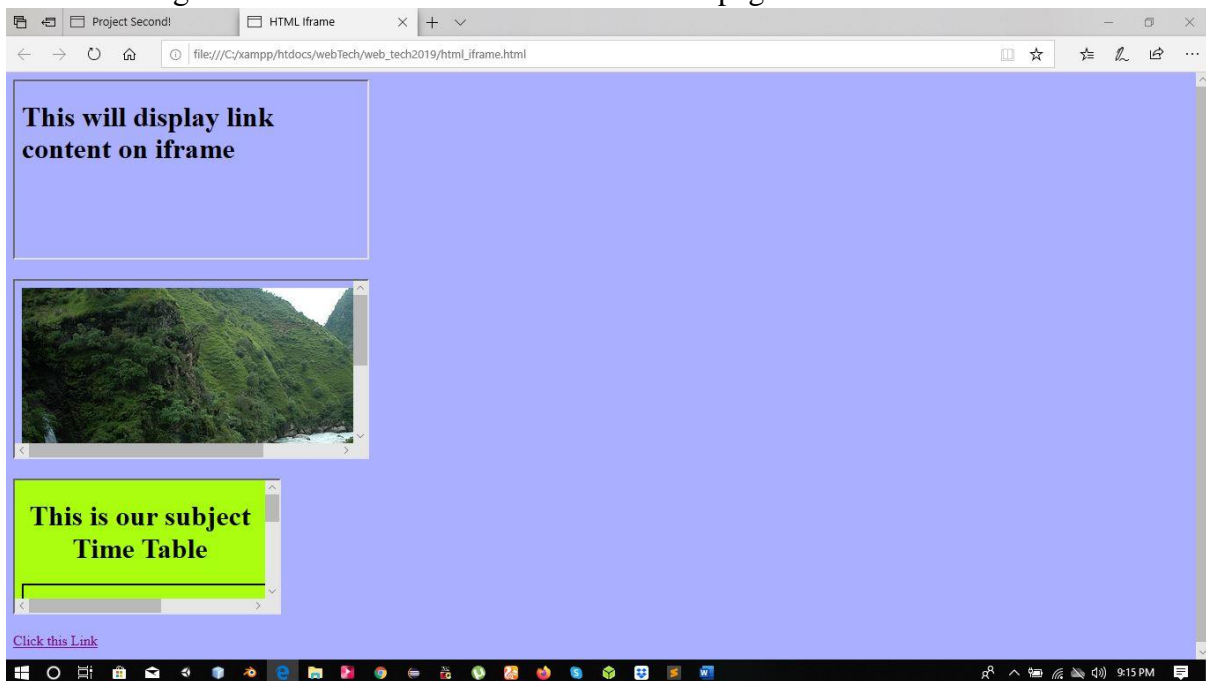 Project Second!
HTML Iframe
file:///C:/xampp/htdocs/webTech/web_tech2019/html_iframe.html
This will display link
content on iframe
This is our subject
Time Table
Click this Link
9:15 PM